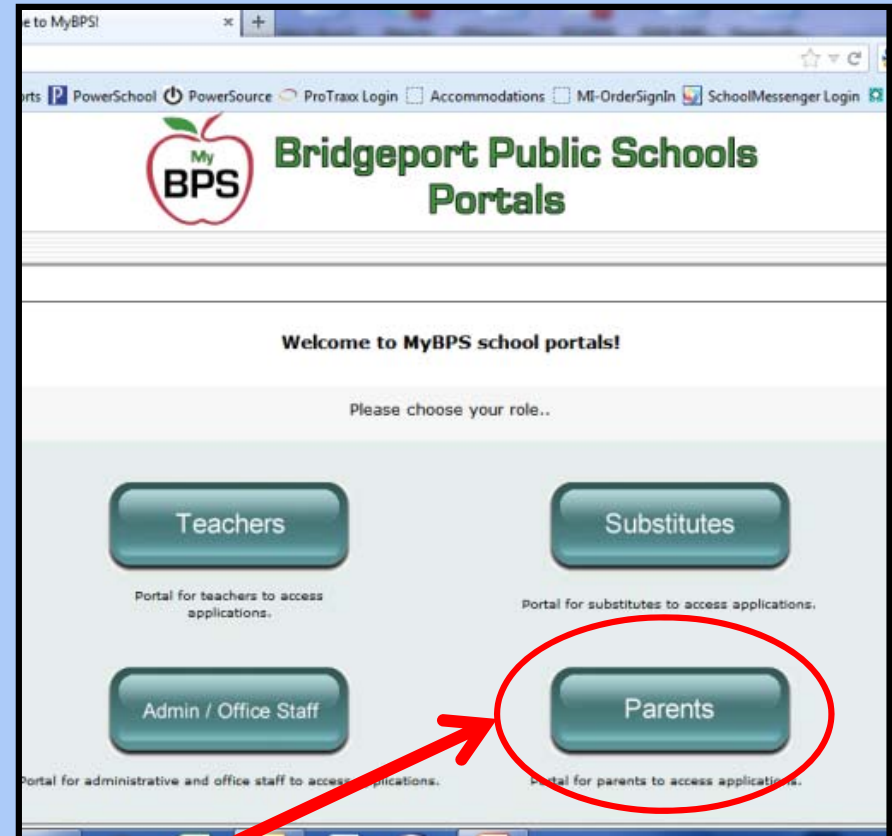 e to MyBPS!
PowerSchool PowerSource ProTraxx Login Accommodations MI-OrderSignIn SchoolMessenger Login
My
BPS
Bridgeport Public Schools
Portals
Welcome to MyBPS school portals!
Please choose your role..
Teachers
Substitutes
Portal for teachers to access
applications.
Portal for substitutes to access applications.
Admin / Office Staff
Parents
Portal for administrative and office staff to access applications.
Portal for parents to access applications.